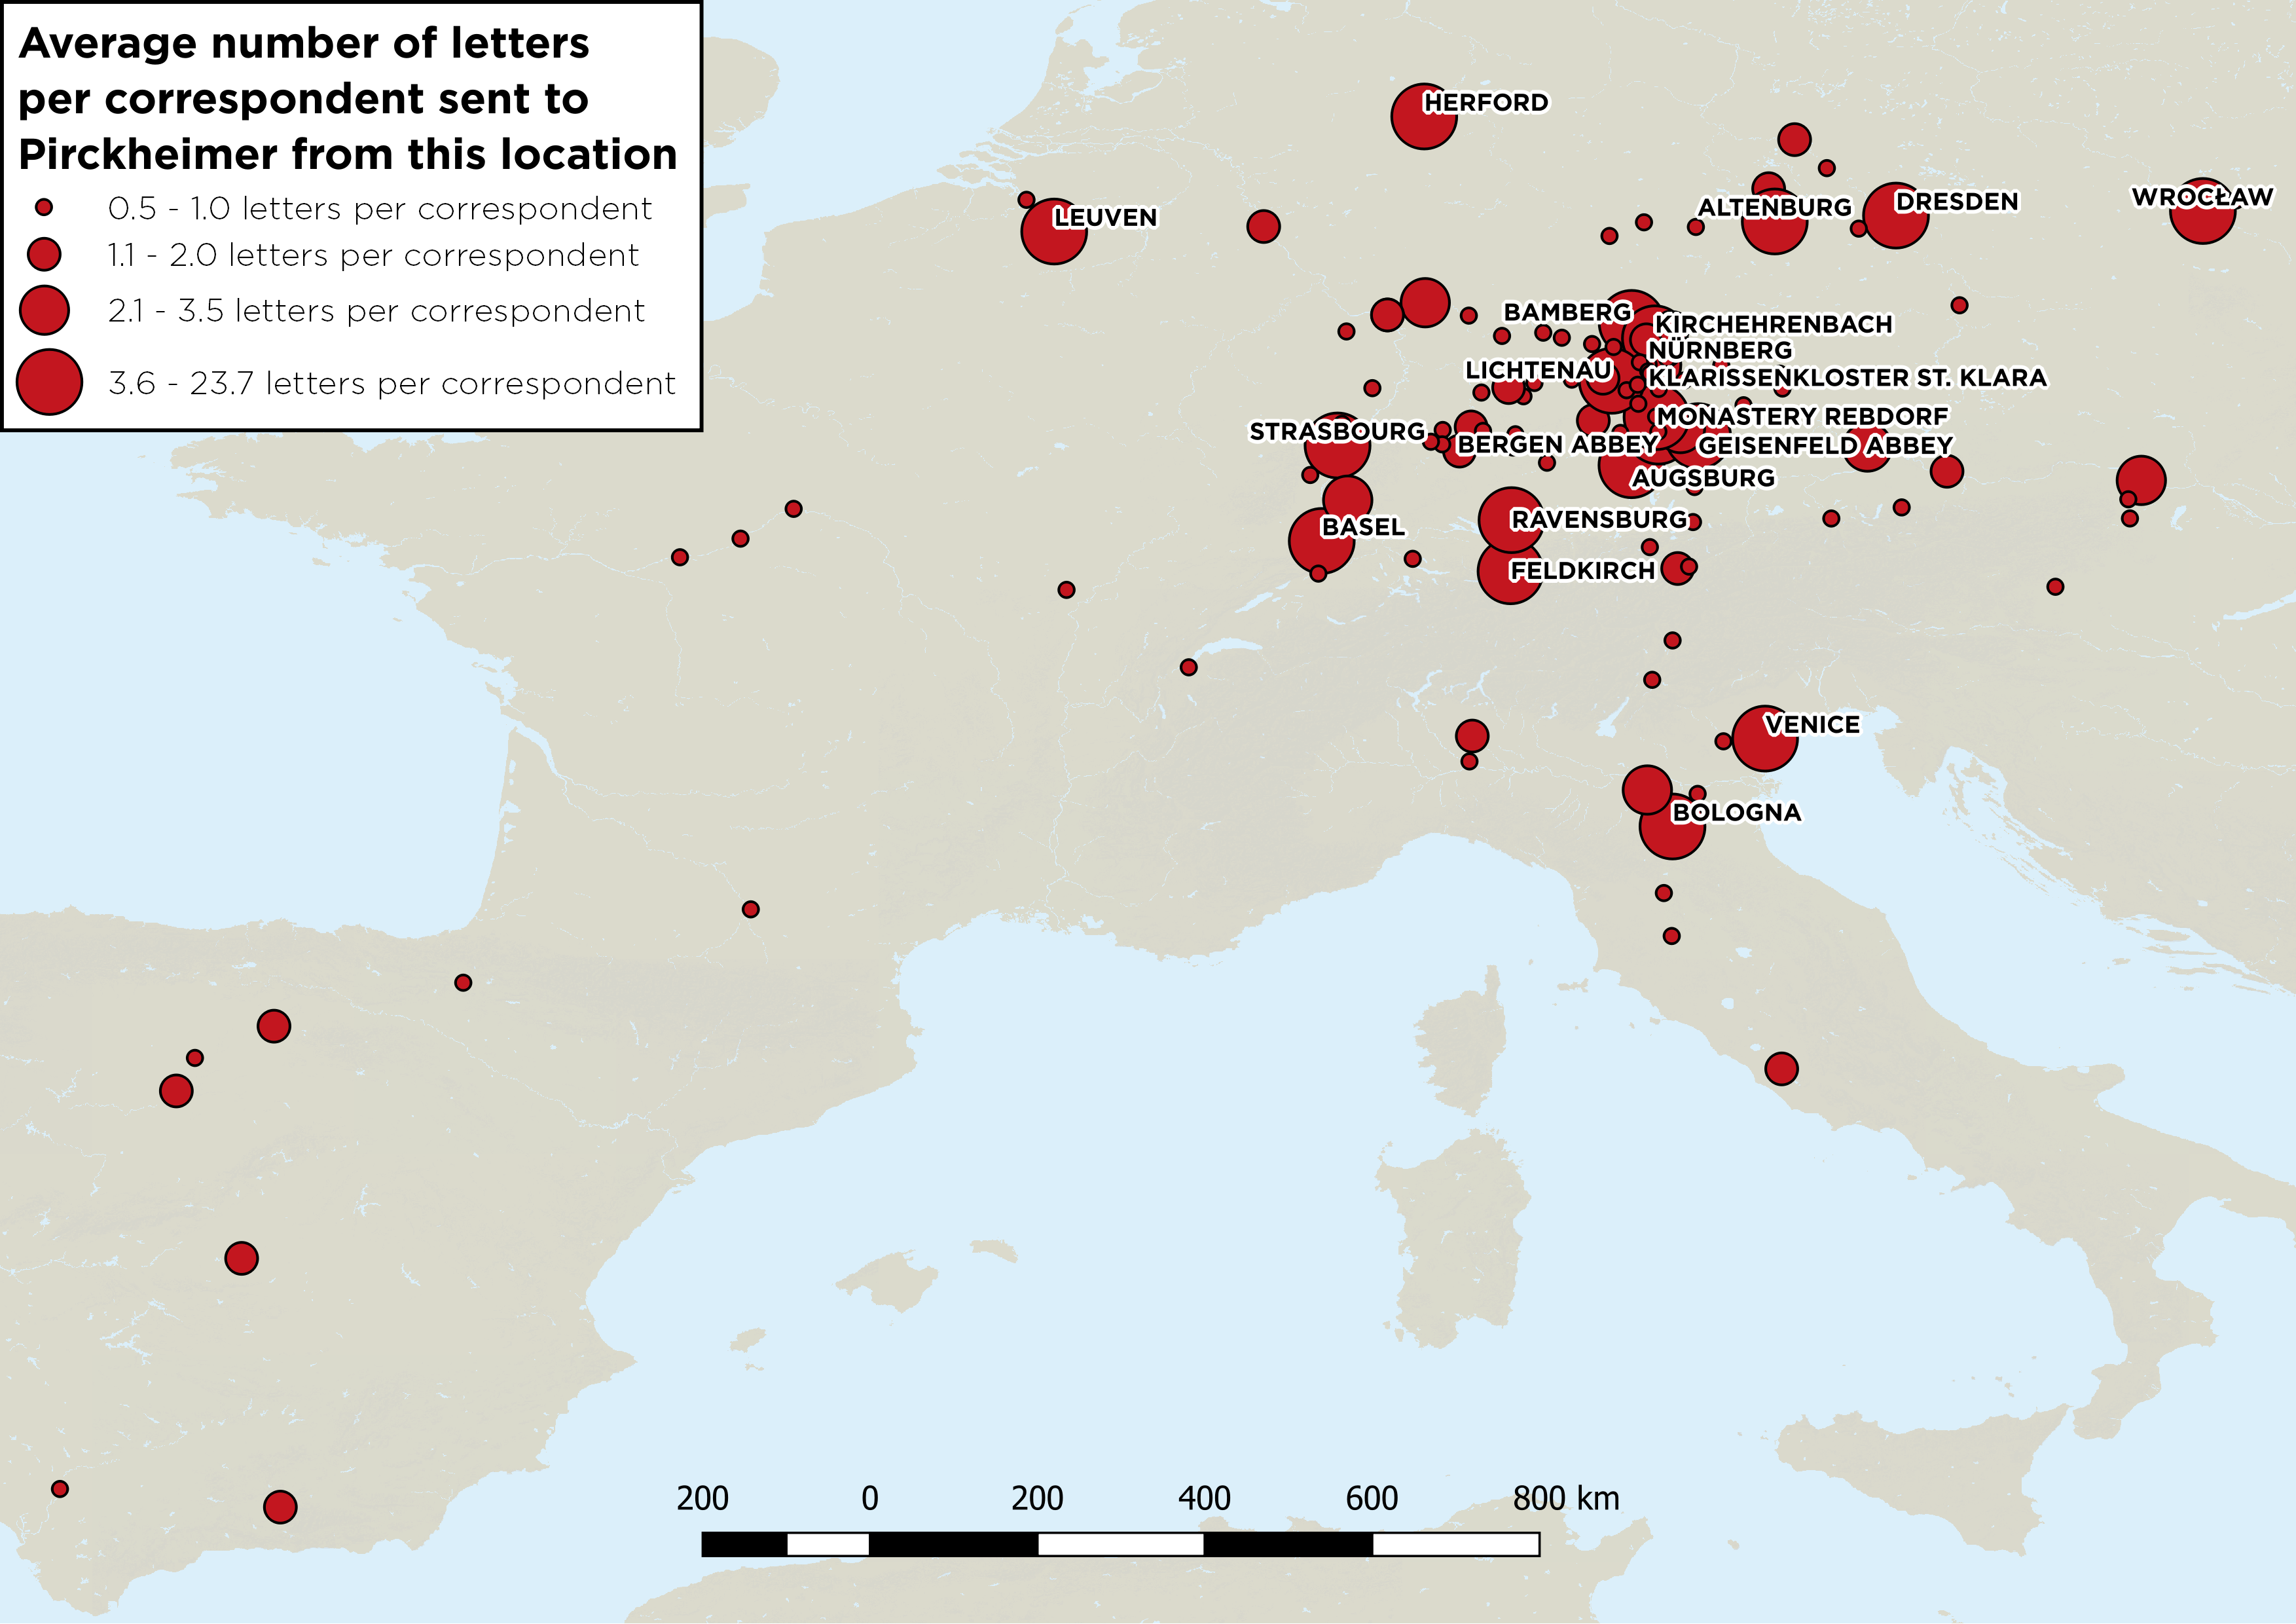 Average number of letters
per correspondent sent to
Pirckheimer from this location
0.5 - 1.0 letters per correspondent
1.1 - 2.0 letters per correspondent
2.1 - 3.5 letters per correspondent
3.6 - 23.7 letters per correspondent
HERFORD
WROCŁAW
DRESDEN
ALTENBURG
LEUVEN
BAMBERG
KIRCHEHRENBACH
NÜRNBERG
LICHTENAU
KLARISSENKLOSTER ST. KLARA
MONASTERY REBDORF
STRASBOURG
BERGEN ABBEY
GEISENFELD ABBEY
AUGSBURG
RAVENSBURG
BASEL
FELDKIRCH
VENICE
BOLOGNA
200 0 200 400 600 800 km